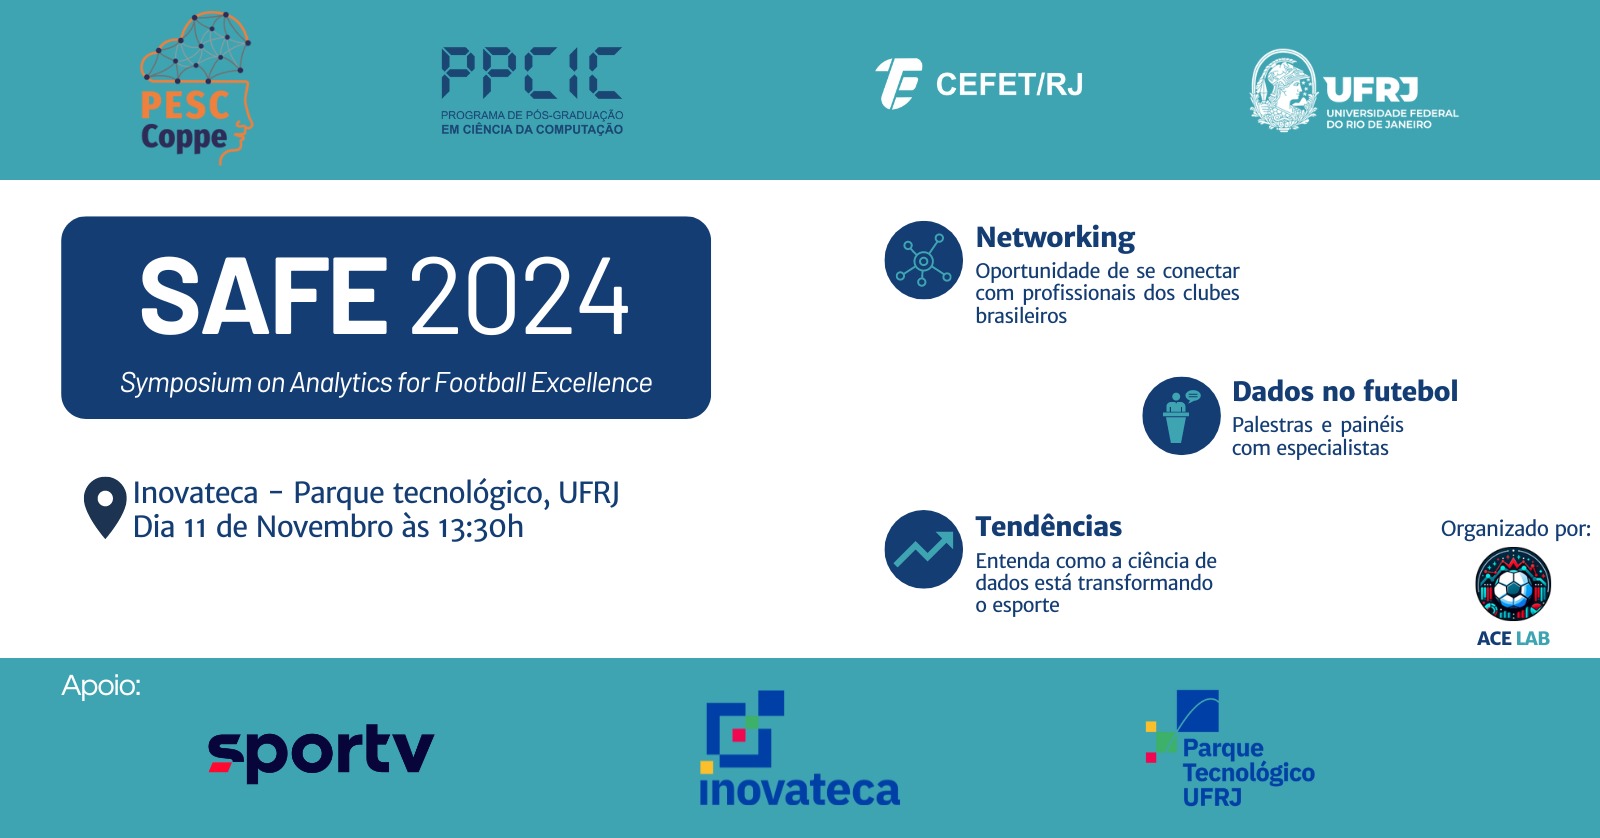 PESC
Coppe
PPCIC
PROGRAMA DE PÓS-GRADUAÇÃO
EM CIÊNCIA DA COMPUTAÇÃO
CEFET/RJ
UFRJ
UNIVERSIDADE FEDERAL
DO RIO DE JANEIRO
SAFE 2024
Symposium on Analytics for Football Excellence
Inovateca - Parque tecnológico, UFRJ
Dia 11 de Novembro às 13:30h
Networking
Oportunidade de se conectar
com profissionais dos clubes
brasileiros
Dados no futebol
Palestras e painéis
com especialistas
Tendências
Entenda como a ciência de
dados está transformando
o esporte
Organizado por:
ACE LAB
Apoio:
sportv
inovateca
Parque
Tecnológico
UFRJ